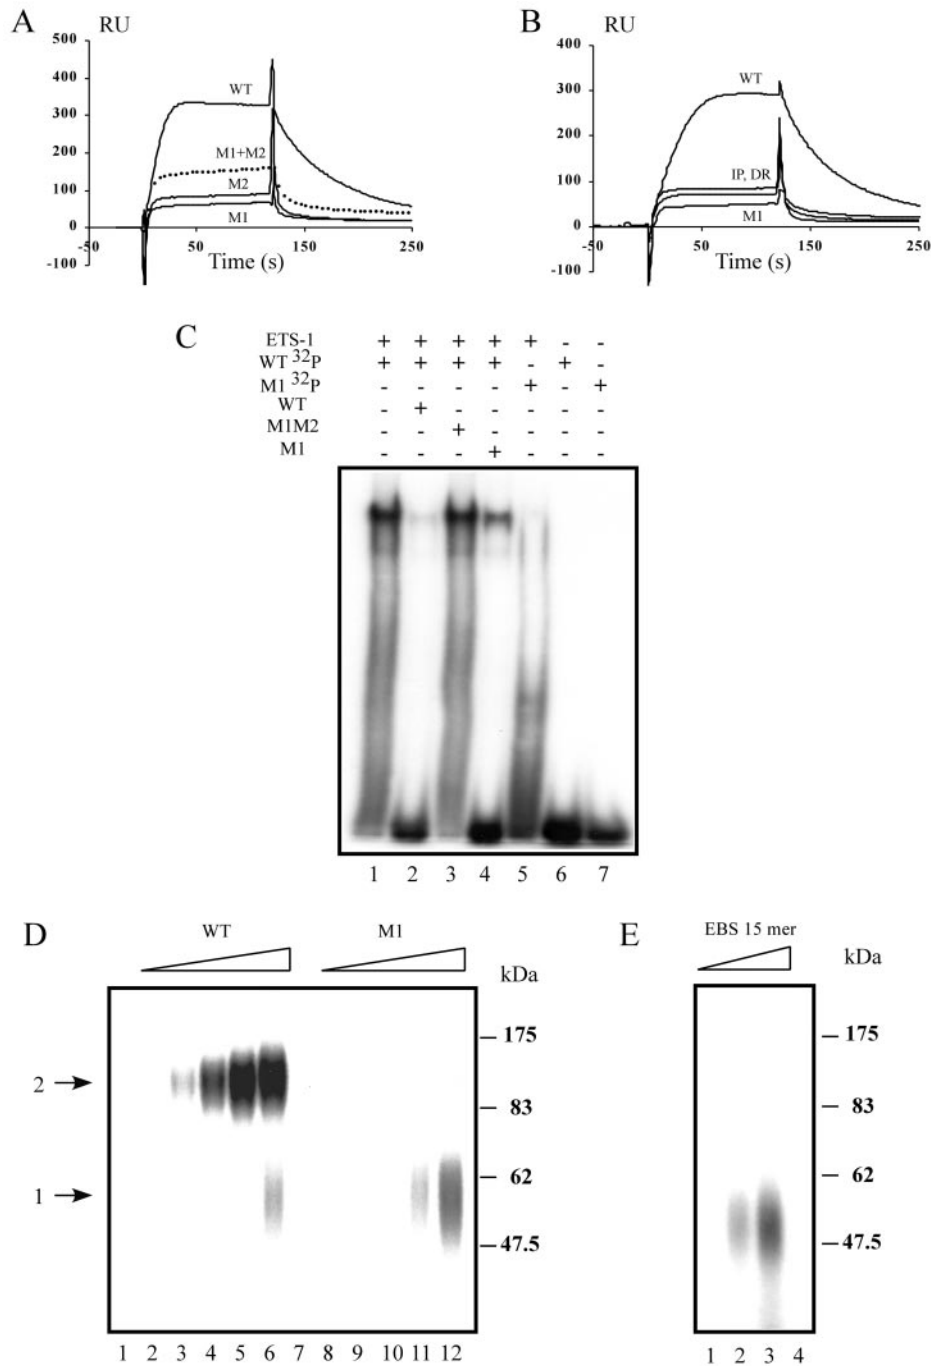 A RU
500
400
300
200
100
0
-100
-50 50 150 250
Time (s)
WT
M1+M2
M2
M1
B RU
400
300
200
100
0
-100
-50 50 150 250
Time (s)
WT
IP, DR
M1
C
ETS-1 + + + + + - -
WT 32P + + + + - + -
M1 32P - - - - + - +
WT - + - - - - -
M1M2 - - + - - - -
M1 - - - + - - -
1 2 3 4 5 6 7
D WT M1
kDa
175
2
83
62
1
47.5
1 2 3 4 5 6 7 8 9 10 11 12
E EBS 15 mer
kDa
175
83
62
47.5
1 2 3 4